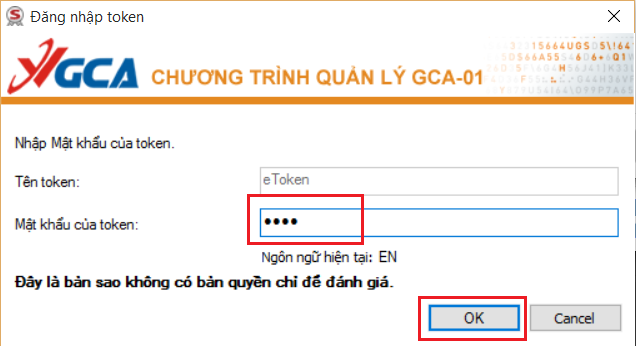 Đăng nhập token
GCA CHƯƠNG TRÌNH QUẢN LÝ GCA-01
Nhập Mật khẩu của token.
Tên token: eToken
Mật khẩu của token: ●●●●
Ngôn ngữ hiện tại: EN
Đây là bản sao không có bản quyền chỉ để đánh giá.
OK Cancel